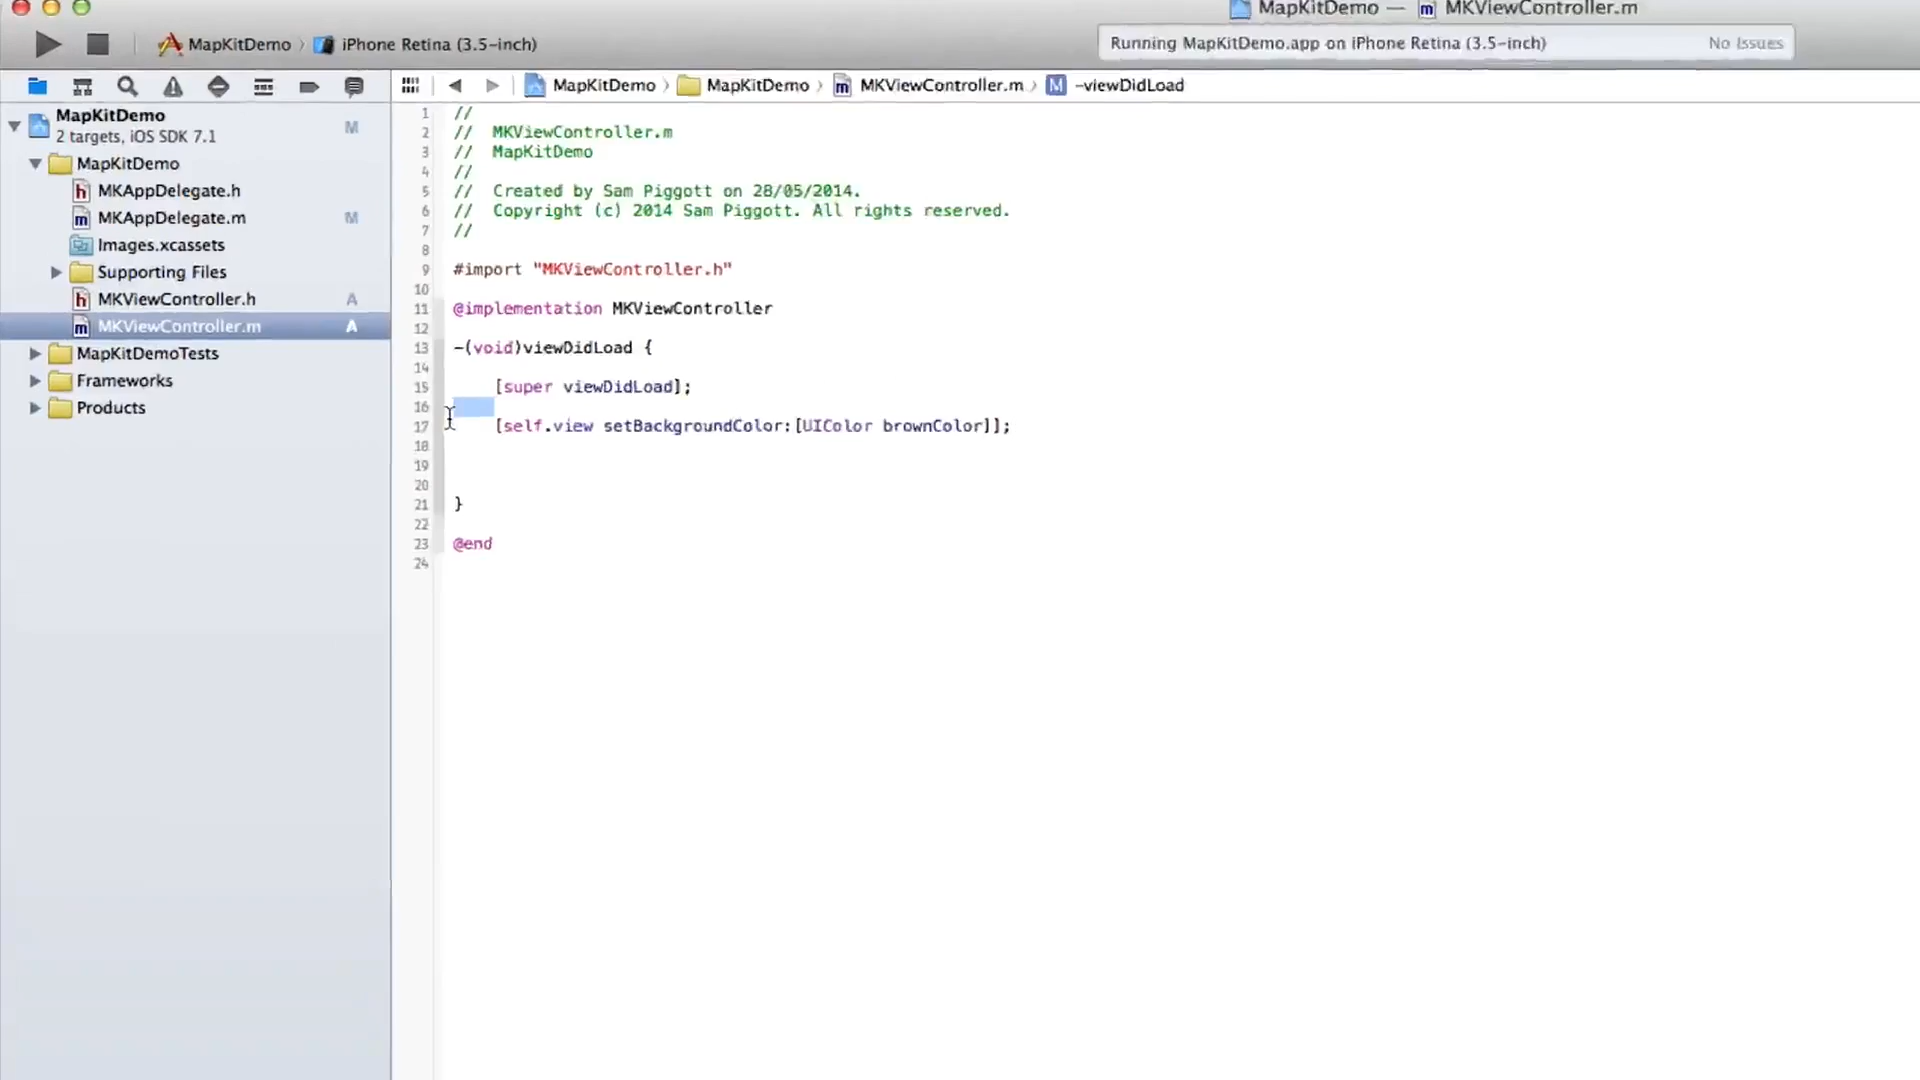 MapKitDemo — MKViewController.m
MapKitDemo iPhone Retina (3.5-inch)
Running MapKitDemo.app on iPhone Retina (3.5-inch) No Issues
MapKitDemo MapKitDemo MKViewController.m M -viewDidLoad
MapKitDemo
2 targets, iOS SDK 7.1 M
MapKitDemo
h MKAppDelegate.h
m MKAppDelegate.m M
Images.xcassets
Supporting Files
h MKViewController.h A
m MKViewController.m A
MapKitDemoTests
Frameworks
Products
1 //
2 // MKViewController.m
3 // MapKitDemo
4 //
5 // Created by Sam Piggott on 28/05/2014.
6 // Copyright (c) 2014 Sam Piggott. All rights reserved.
7 //
8
9 #import "MKViewController.h"
10
11 @implementation MKViewController
12
13 -(void)viewDidLoad {
14
15 [super viewDidLoad];
16
17 [self.view setBackgroundColor:[UIColor brownColor]];
18
19
20
21 }
22
23 @end
24